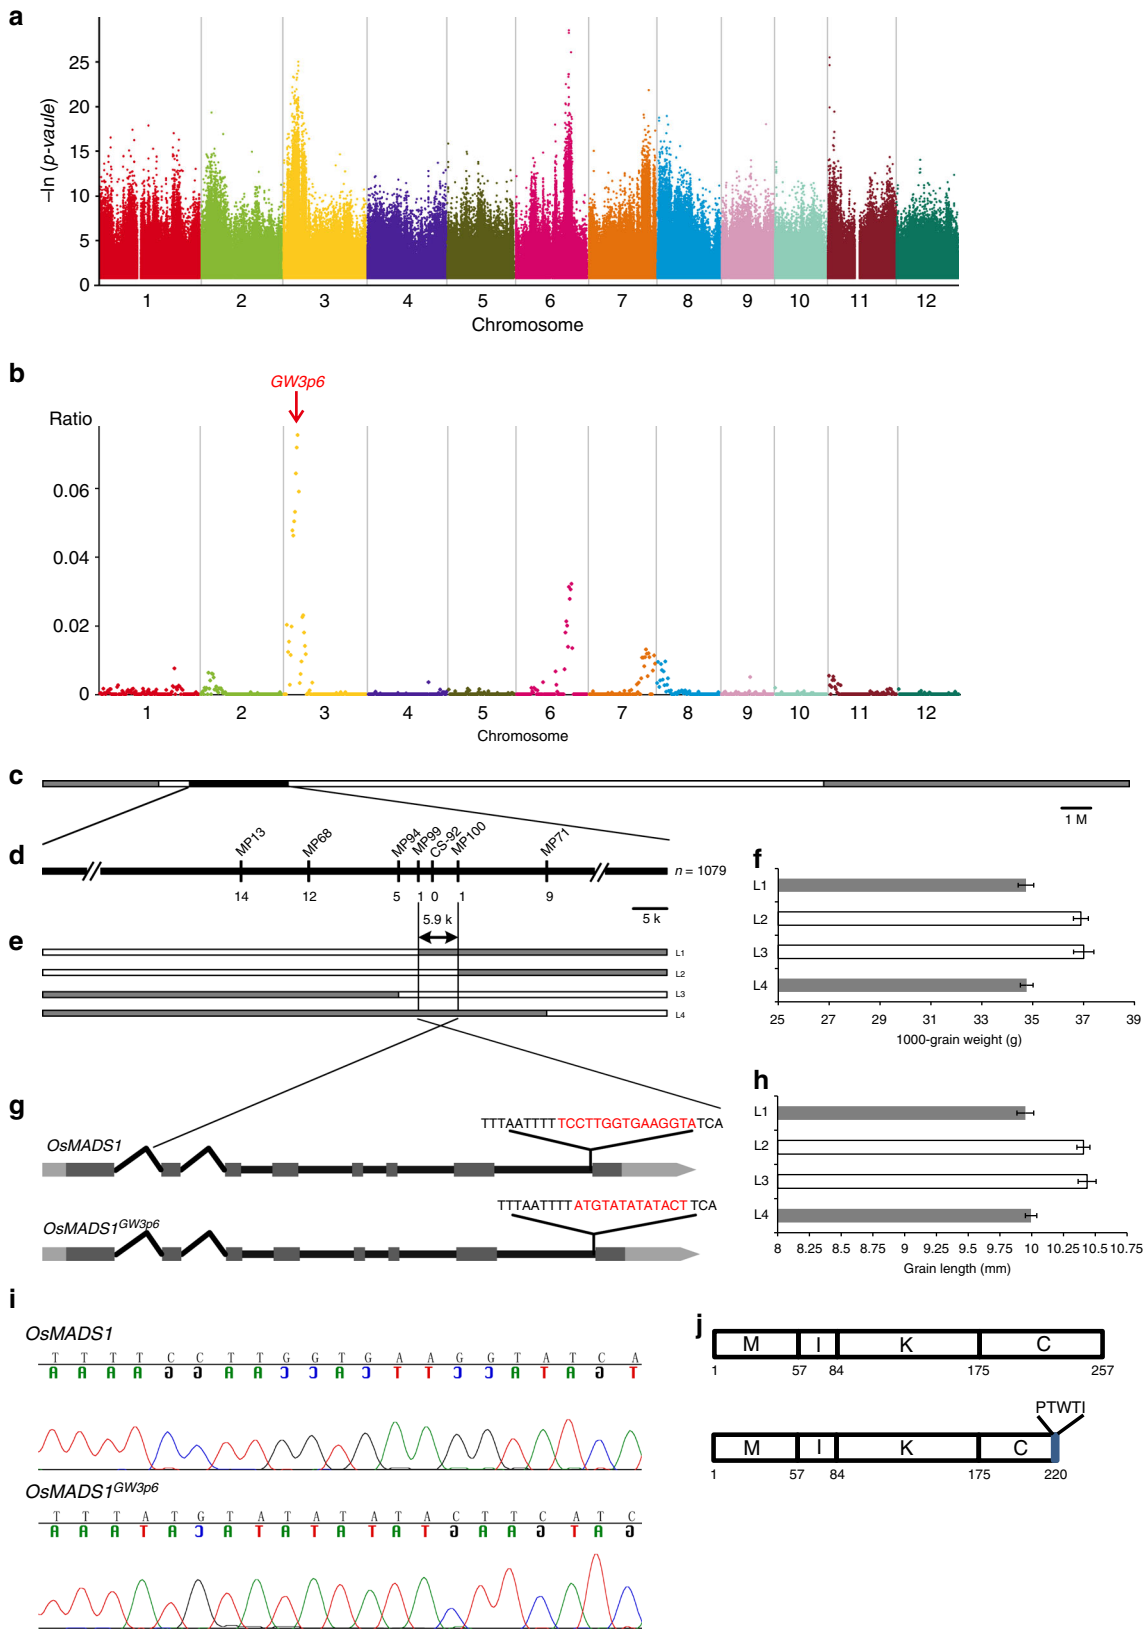 a
–ln (p-vaule)
25
20
15
10
5
0
1 2 3 4 5 6 7 8 9 10 11 12
Chromosome
b
GW3p6
Ratio
0.06
0.04
0.02
0
1 2 3 4 5 6 7 8 9 10 11 12
Chromosome
c
1 M
d
MP13 MP68 MP94 MP99 CS-92 MP100 MP71
n = 1079
14 12 5 1 0 1 9
5 k
5.9 k
e
L1
L2
L3
L4
f
L1
L2
L3
L4
25 27 29 31 33 35 37 39
1000-grain weight (g)
g
TTTAATTTTTCCTTGGTGAAGGTATCA
OsMADS1
TTTAATTTTATGTATATATACTTCA
OsMADS1GW3p6
h
L1
L2
L3
L4
8 8.25 8.5 8.75 9 9.25 9.5 9.75 10 10.25 10.5 10.75
Grain length (mm)
i
OsMADS1
T T T T C C T T G G T G A A G G T A T C A
A A A A G G A A C C A C T T C C A T A G T
OsMADS1GW3p6
T T T A T G T A T A T A T A C T T C A T C
A A A T A C A T A T A T A T G A A G T A G
j
M I K C
1 57 84 175 257
PTWTI
M I K C
1 57 84 175 220